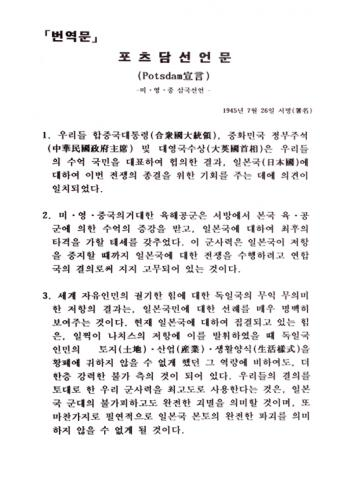 「번역문」
포츠담선언문
(Potsdam宣言)
-미·영·중 삼국선언 -
1945년 7월 26일 서명(署名)
1. 우리들 합중국대통령(合衆國大統領), 중화민국 정부주석
(中華民國政府主席) 및 대영국수상(大英國首相)은 우리들
의 수억 국민을 대표하여 협의한 결과, 일본국(日本國)에
대하여 이번 전쟁의 종결을 위한 기회를 주는 데에 의견이
일치되었다.
2. 미·영·중국의거대한 육해공군은 서방에서 본국 육·공
군에 의한 수억의 증강을 받고, 일본국에 대하여 최후의
타격을 가할 태세를 갖추었다. 이 군사력은 일본국이 저항
을 중지할 때까지 일본국에 대한 전쟁을 수행하려고 연합
국의 결의로써 지지 고무되어 있는 것이다.
3. 세계 자유인민의 궐기한 힘에 대한 독일국의 무익 무의미
한 저항의 결과는, 일본국민에 대한 선례를 매우 명백히
보여주는 것이다. 현재 일본국에 대하여 집결되고 있는 힘
은, 일찍이 나치스의 저항에 이를 발휘하였을 때 독일국
인민의 토지(土地)·산업(産業)·생활양식(生活樣式)을
황폐에 귀하지 않을 수 없게 했던 그 역량에 비하여도, 더
한층 강력한 불가 측의 것이 되어 있다. 우리들의 결의를
토대로 한 우리 군사력을 최고도로 사용한다는 것은, 일본
국 군대의 불가피하고도 완전한 괴멸을 의미할 것이며, 또
마찬가지로 필연적으로 일본국 본토의 완전한 파괴를 의미
하지 않을 수 없게 될 것이다.